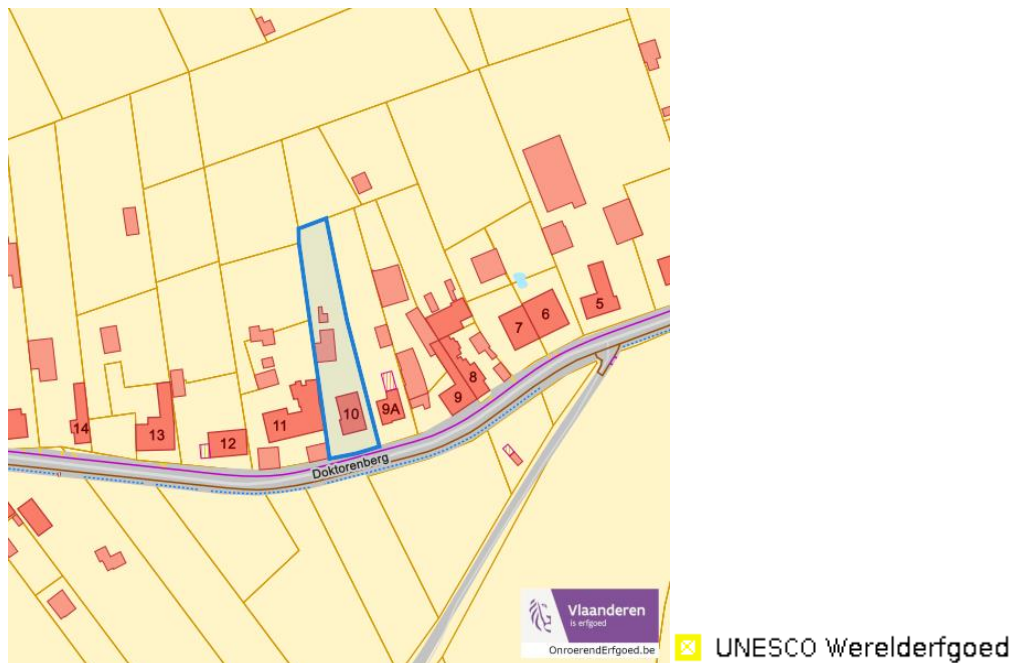 5
6
7
8
9
9A
10
11
12
13
14
Doktorenberg
Vlaanderen
is erfgoed
OnroerendErfgoed.be
UNESCO Werelderfgoed